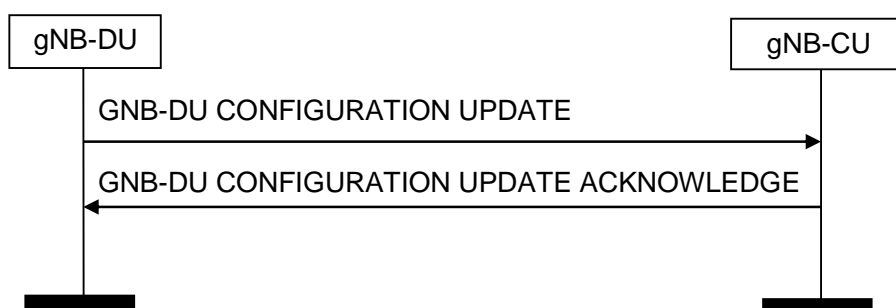 gNB-DU
gNB-CU
GNB-DU CONFIGURATION UPDATE
GNB-DU CONFIGURATION UPDATE ACKNOWLEDGE